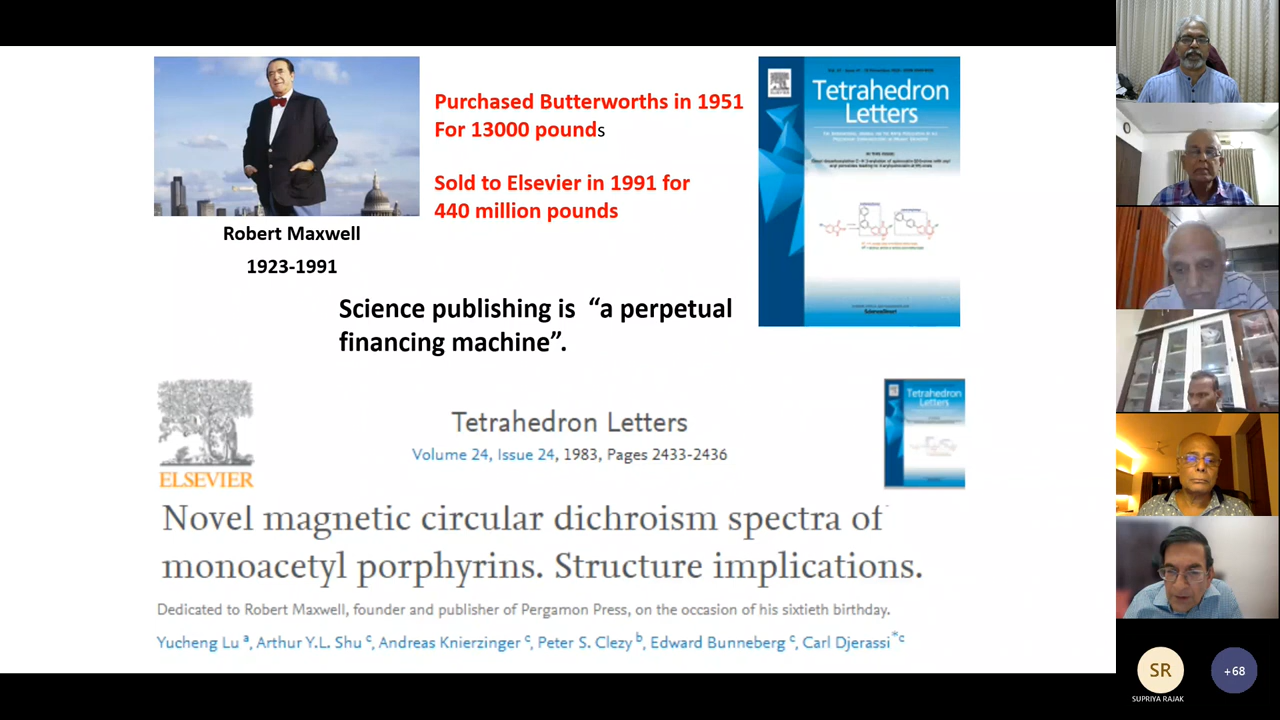 Purchased Butterworths in 1951
For 13000 pounds
Sold to Elsevier in 1991 for
440 million pounds
Robert Maxwell
1923-1991
Tetrahedron
Letters
ScienceDirect
Science publishing is “a perpetual
financing machine”.
ELSEVIER
Tetrahedron Letters
Volume 24, Issue 24, 1983, Pages 2433-2436
Tetrahedron
Letters
Novel magnetic circular dichroism spectra of
monoacetyl porphyrins. Structure implications.
Dedicated to Robert Maxwell, founder and publisher of Pergamon Press, on the occasion of his sixtieth birthday.
Yucheng Lu a, Arthur Y.L. Shu c, Andreas Knierzinger c, Peter S. Clezy b, Edward Bunneberg c, Carl Djerassi *c
SR
+68
SUPRIYA RAJAK